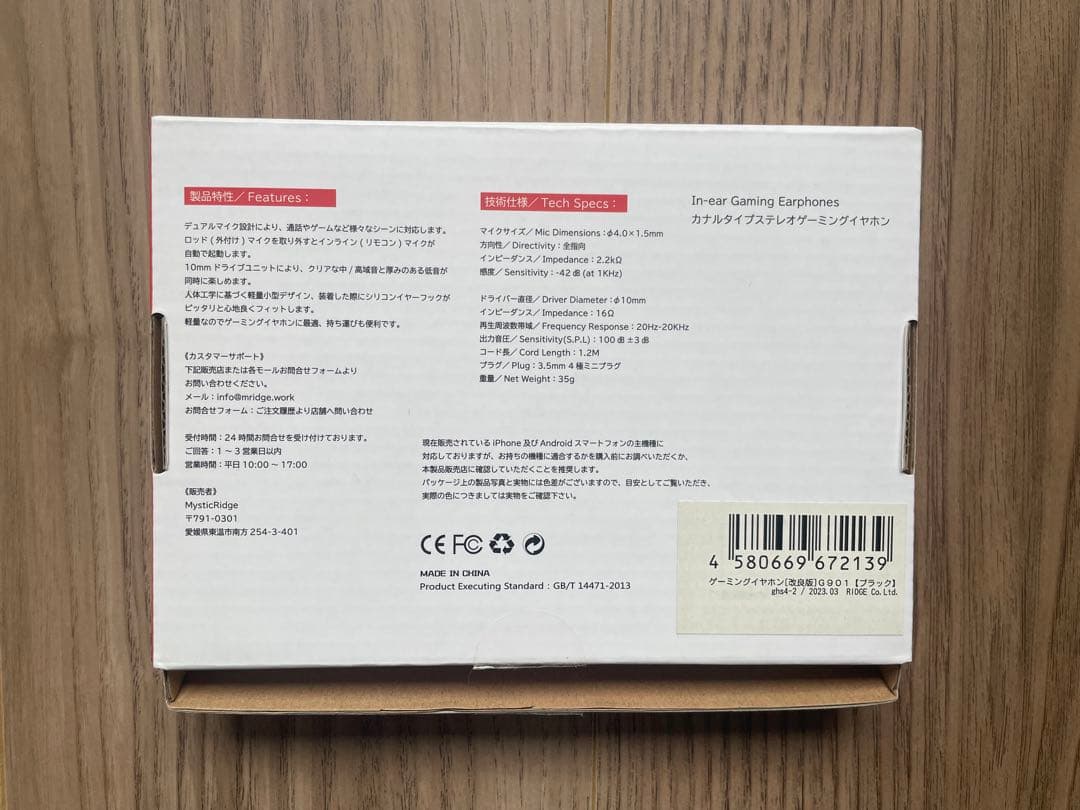 製品特性／Features：
デュアルマイク設計により、通話やゲームなど様々なシーンに対応します。
ロッド(外付け)マイクを取り外すとインライン(リモコン)マイクが
自動で起動します。
10mmドライブユニットにより、クリアな中/高域音と厚みのある低音が
同時に楽しめます。
人体工学に基づく軽量小型デザイン、装着した際にシリコンイヤーフックが
ピッタリと心地良くフィットします。
軽量なのでゲーミングイヤホンに最適、持ち運びも便利です。
《カスタマーサポート》
下記販売店または各モールお問合せフォームより
お問い合わせください。
メール：info@mridge.work
お問合せフォーム：ご注文履歴より店舗へ問い合わせ
受付時間：24時間お問合せを受け付けております。
ご回答：1～3営業日以内
営業時間：平日10:00～17:00
《販売者》
MysticRidge
〒791-0301
愛媛県東温市南方254-3-401
技術仕様／Tech Specs：
マイクサイズ／Mic Dimensions：φ4.0×1.5mm
方向性／Directivity：全指向
インピーダンス／Impedance：2.2kΩ
感度／Sensitivity：-42㏈(at 1KHz)
ドライバー直径／Driver Diameter：φ10mm
インピーダンス／Impedance：16Ω
再生周波数帯域／Frequency Response：20Hz-20KHz
出力音圧／Sensitivity(S.P.L)：100㏈±3㏈
コード長／Cord Length：1.2M
プラグ／Plug：3.5mm 4極ミニプラグ
重量／Net Weight：35g
In-ear Gaming Earphones
カナルタイプステレオゲーミングイヤホン
現在販売されているiPhone及びAndroidスマートフォンの主機種に
対応しておりますが、お持ちの機種に適合するかを購入前にお調べいただくか、
本製品販売店に確認していただくことを推奨します。
パッケージ上の製品写真と実物には色差がございますので、目安としてご覧いただき、
実際の色につきましては実物をご確認下さい。
CE FC
MADE IN CHINA
Product Executing Standard：GB/T 14471-2013
4 580669 672139
ゲーミングイヤホン[改良版]G901【ブラック】
ghs4-2 / 2023.03 RIDGE Co.Ltd.